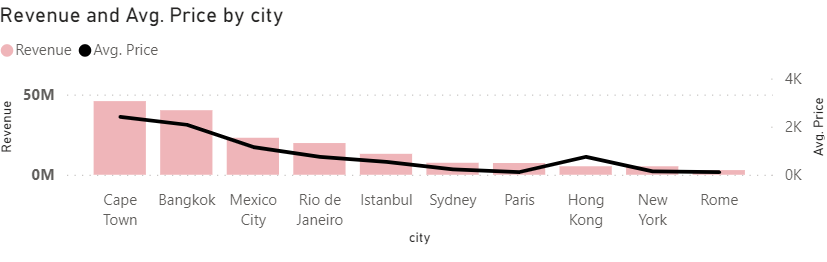 Revenue and Avg. Price by city
Revenue Avg. Price
50M
0M
Revenue
4K
2K
0K
Avg. Price
Cape Town
Bangkok
Mexico City
Rio de Janeiro
Istanbul
Sydney
Paris
Hong Kong
New York
Rome
city